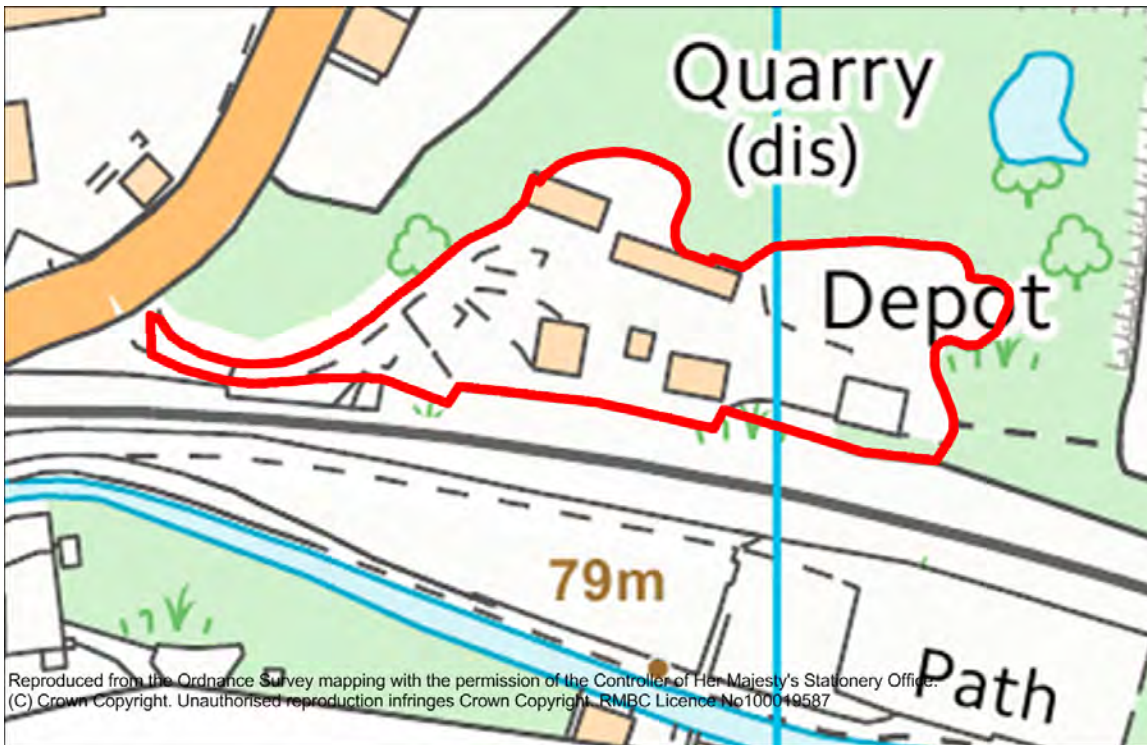 Quarry
(dis)
Depot
79m
Path
Reproduced from the Ordnance Survey mapping with the permission of the Controller of Her Majesty's Stationery Office.
(C) Crown Copyright. Unauthorised reproduction infringes Crown Copyright. RMBC Licence No100019587